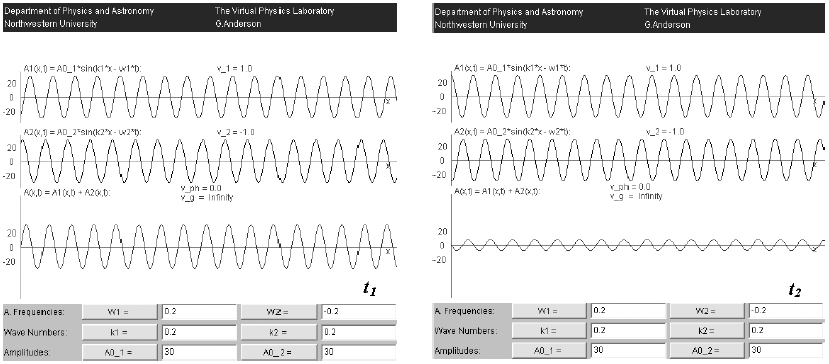 Department of Physics and Astronomy The Virtual Physics Laboratory
Northwestern University G.Anderson
A1(x,t) = A0_1*sin(k1*x - w1*t): v_1 = 1.0
20
0
-20
x
A2(x,t) = A0_2*sin(k2*x - w2*t): v_2 = -1.0
20
0
-20
x
A(x,t) = A1(x,t) + A2(x,t): v_ph = 0.0
v_g = Infinity
20
0
-20
x
t1
A. Frequencies: W1 = 0.2 W2 = -0.2
Wave Numbers: k1 = 0.2 k2 = 0.2
Amplitudes: A0_1 = 30 A0_2 = 30
Department of Physics and Astronomy The Virtual Physics Laboratory
Northwestern University G.Anderson
A1(x,t) = A0_1*sin(k1*x - w1*t): v_1 = 1.0
20
0
-20
x
A2(x,t) = A0_2*sin(k2*x - w2*t): v_2 = -1.0
20
0
-20
x
A(x,t) = A1(x,t) + A2(x,t): v_ph = 0.0
v_g = Infinity
20
0
-20
x
t2
A. Frequencies: W1 = 0.2 W2 = -0.2
Wave Numbers: k1 = 0.2 k2 = 0.2
Amplitudes: A0_1 = 30 A0_2 = 30